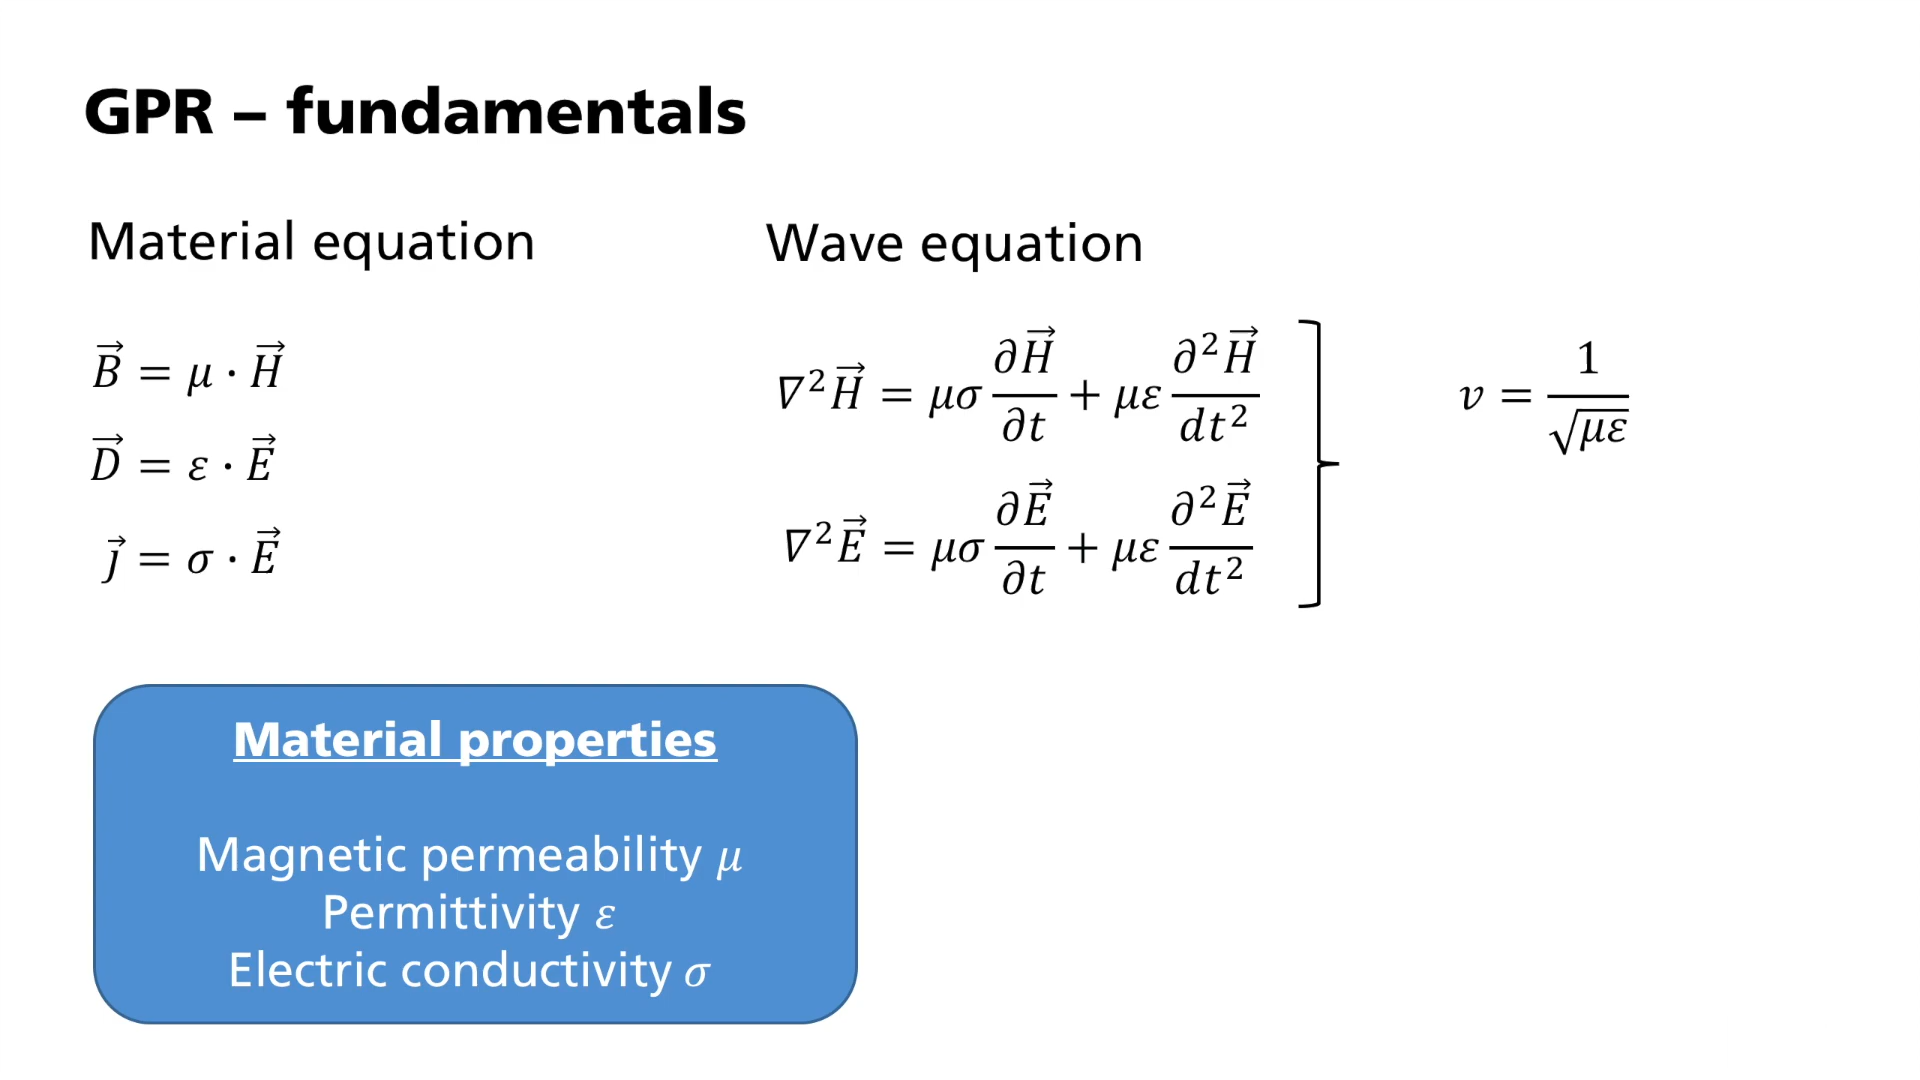 GPR – fundamentals
Material equation
B⃗ = μ · H⃗
D⃗ = ε · E⃗
ȷ⃗ = σ · E⃗
Wave equation
∇²H⃗ = μσ ∂H⃗/∂t + με ∂²H⃗/dt²
∇²E⃗ = μσ ∂E⃗/∂t + με ∂²E⃗/dt²
v = 1/√με
Material properties
Magnetic permeability μ
Permittivity ε
Electric conductivity σ